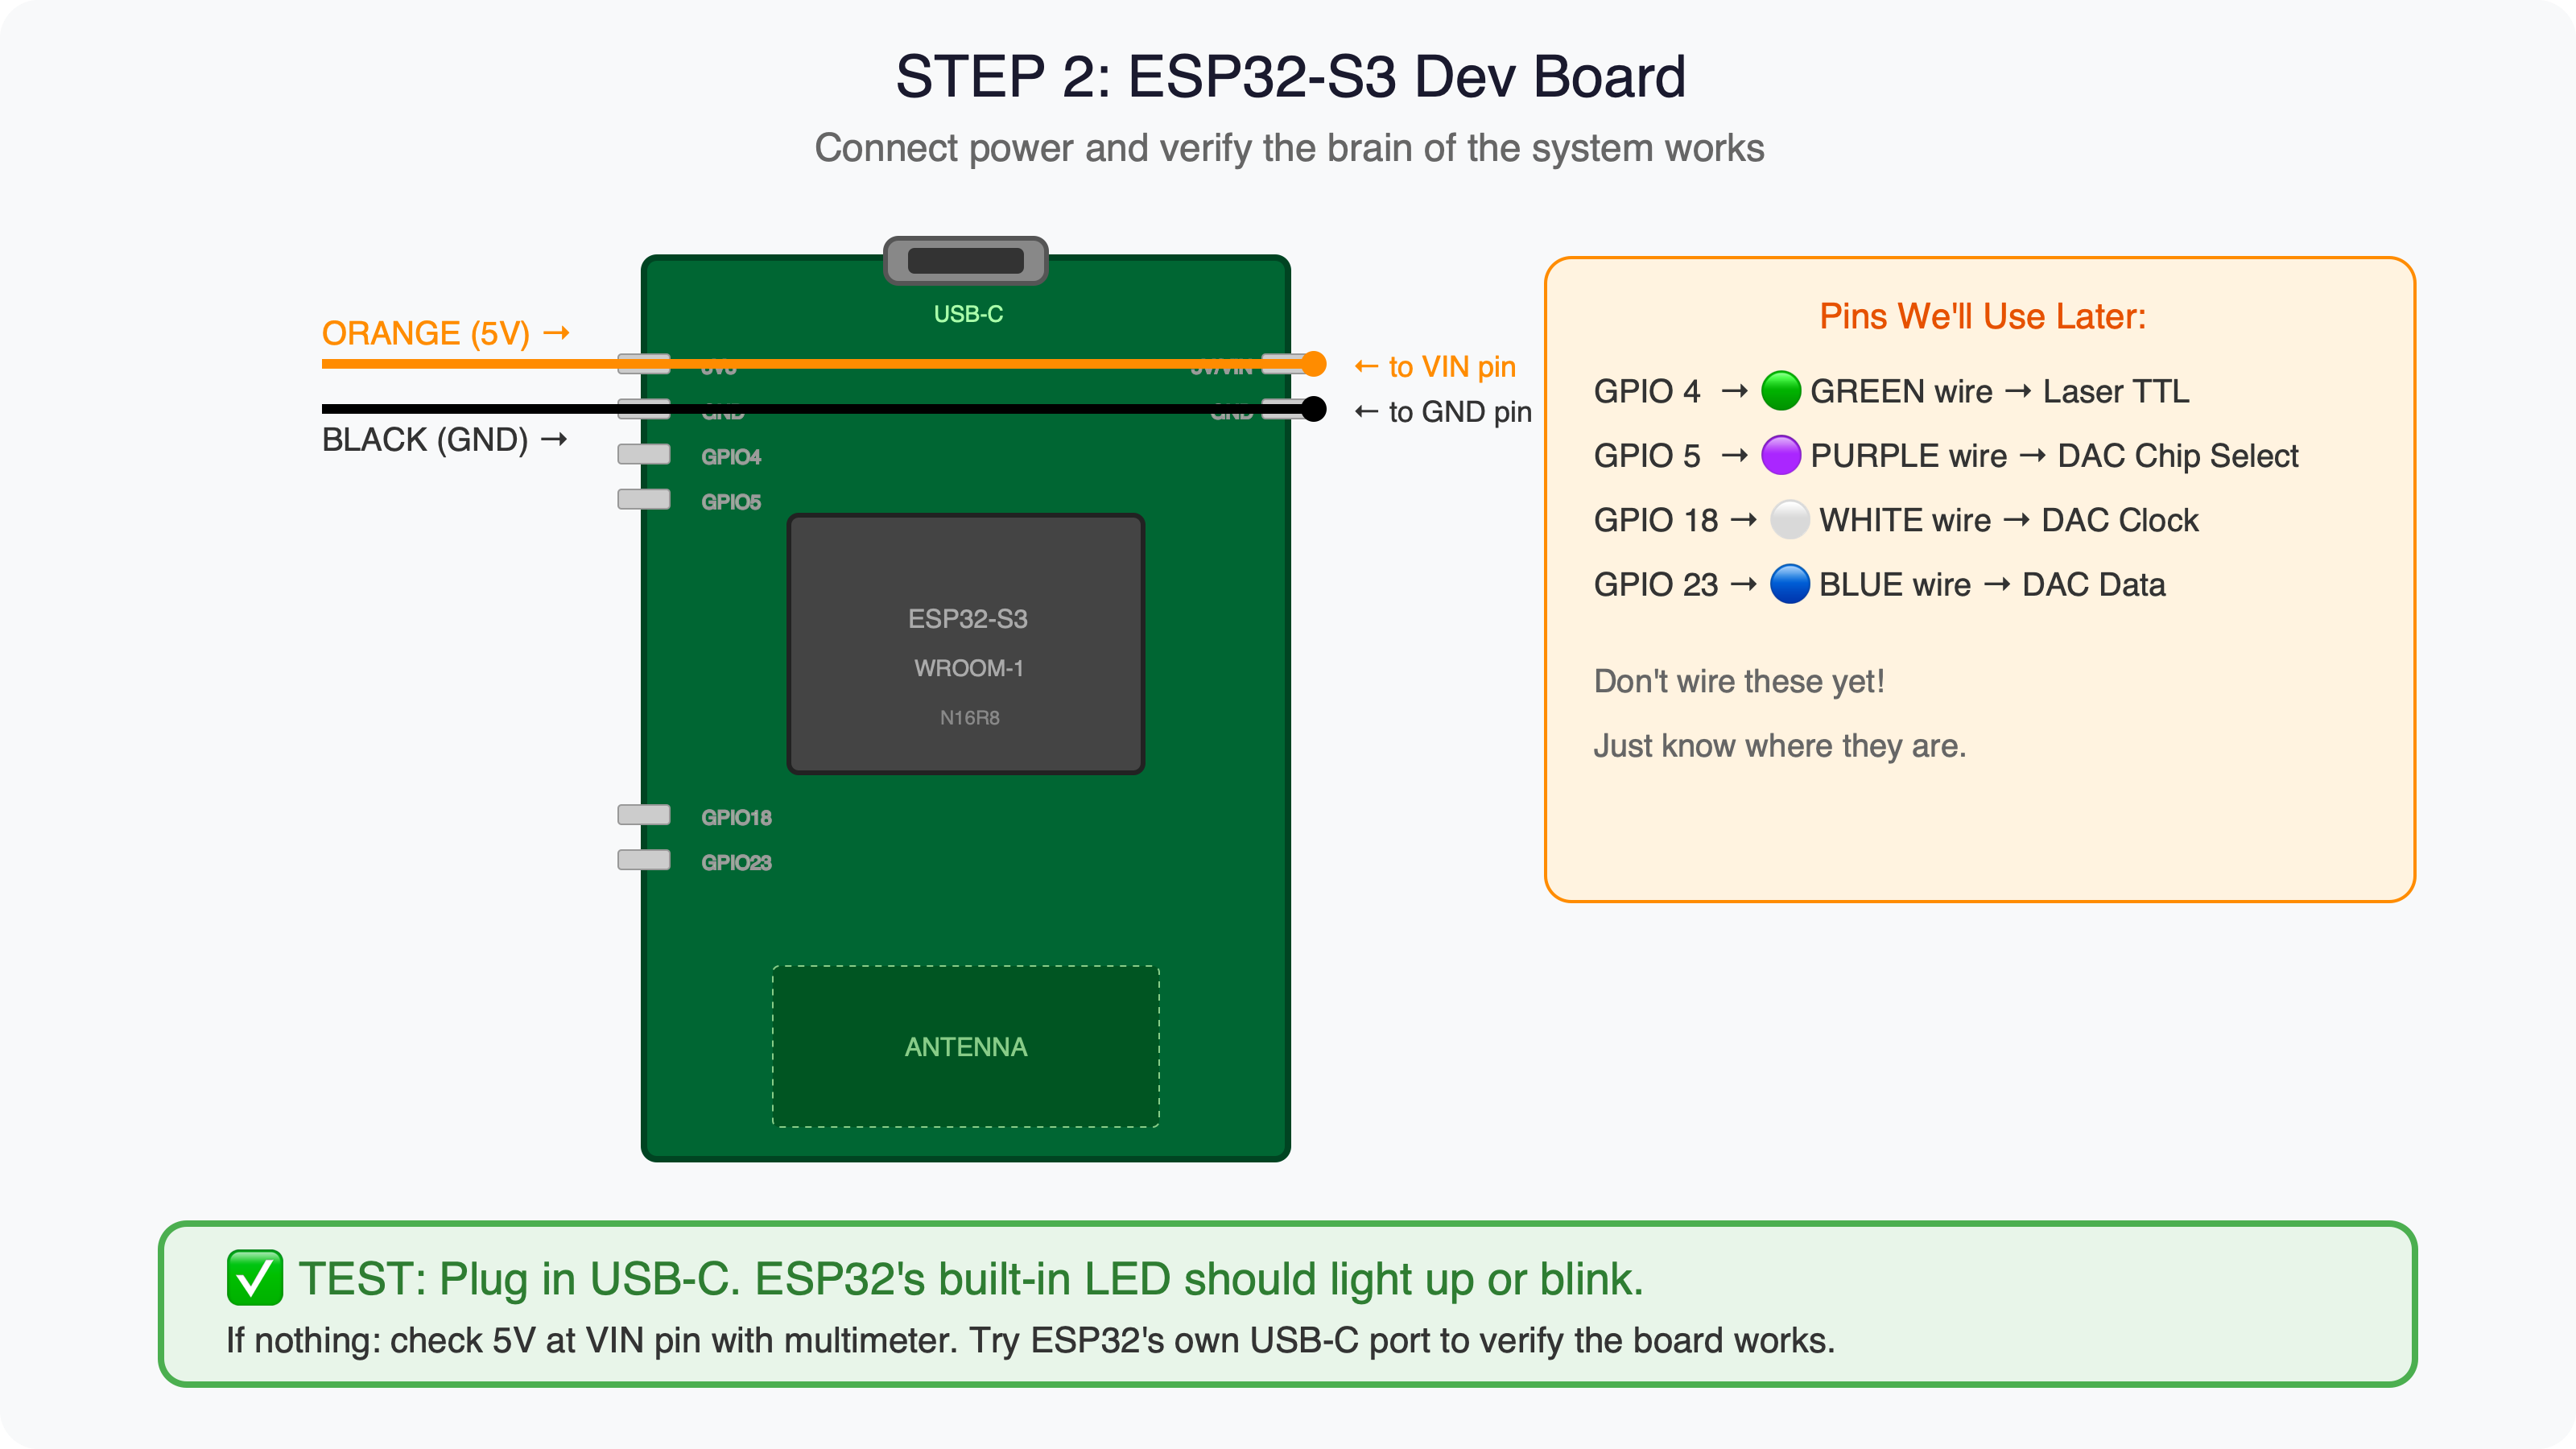 STEP 2: ESP32-S3 Dev Board
Connect power and verify the brain of the system works
USB-C
ORANGE (5V) →
← to VIN pin
3V3
5V/VIN
GND
GND
← to GND pin
BLACK (GND) →
GPIO4
GPIO5
ESP32-S3
WROOM-1
N16R8
GPIO18
GPIO23
ANTENNA
Pins We'll Use Later:
GPIO 4 → GREEN wire → Laser TTL
GPIO 5 → PURPLE wire → DAC Chip Select
GPIO 18 → WHITE wire → DAC Clock
GPIO 23 → BLUE wire → DAC Data
Don't wire these yet!
Just know where they are.
✅ TEST: Plug in USB-C. ESP32's built-in LED should light up or blink.
If nothing: check 5V at VIN pin with multimeter. Try ESP32's own USB-C port to verify the board works.